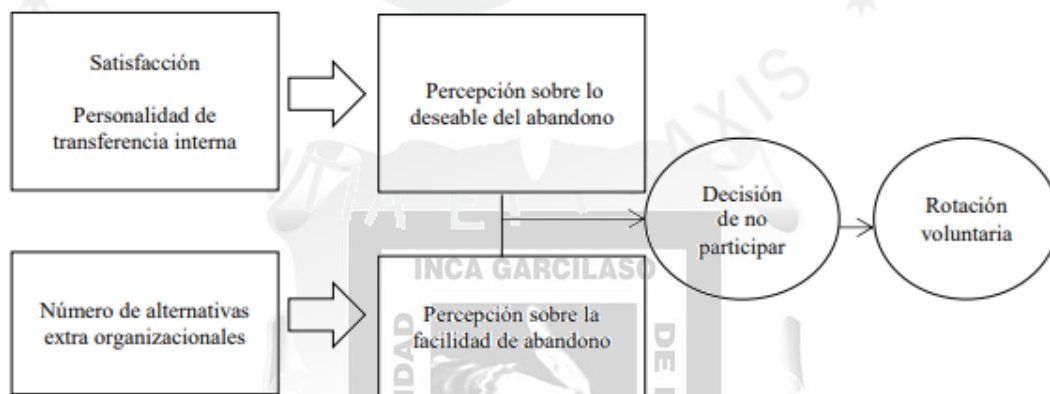 Satisfacción
Personalidad de
transferencia interna
Percepción sobre lo
deseable del abandono
Decisión
de no
participar
Rotación
voluntaria
Número de alternativas
extra organizacionales
Percepción sobre la
facilidad de abandono
INCA GARCILASO